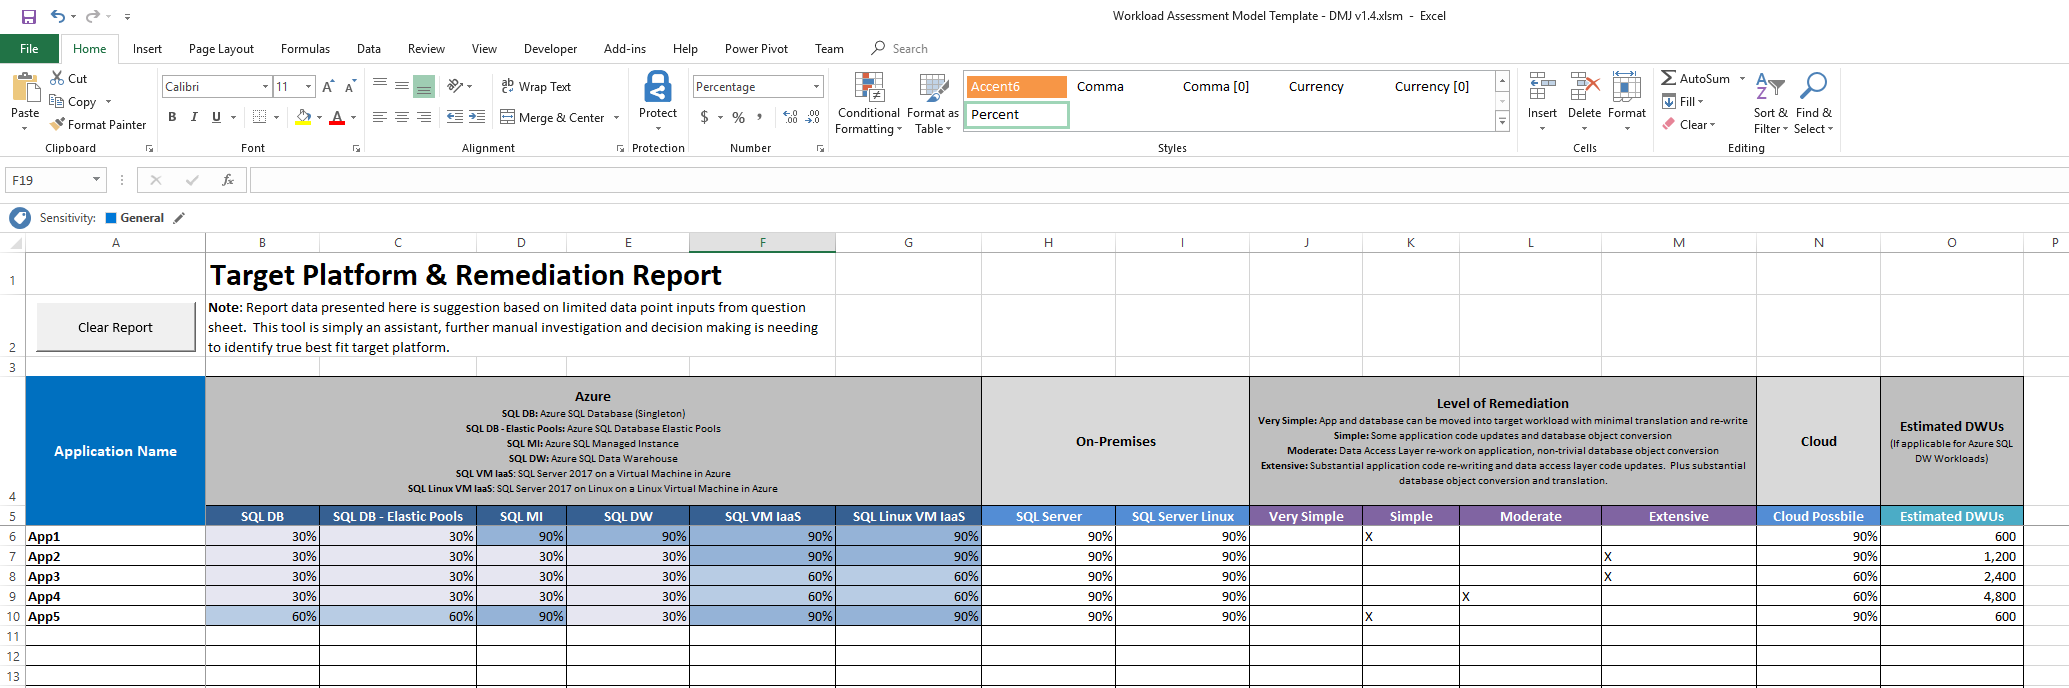 Workload Assessment Model Template - DMJ v1.4.xlsm - Excel
File Home Insert Page Layout Formulas Data Review View Developer Add-ins Help Power Pivot Team Search
Paste
Cut
Copy
Format Painter
Clipboard
Calibri 11
B I U
Font
Wrap Text
Merge & Center
Alignment
Protect
Protection
Percentage
$ % ,
Number
Conditional Formatting
Format as Table
Accent6 Comma Comma [0] Currency Currency [0]
Percent
Styles
Insert Delete Format
Cells
AutoSum
Fill
Clear
Sort & Filter
Find & Select
Editing
F19 fx
Sensitivity: General
A B C D E F G H I J K L M N O P
1 Target Platform & Remediation Report
Clear Report
Note: Report data presented here is suggestion based on limited data point inputs from question
sheet. This tool is simply an assistant, further manual investigation and decision making is needing
to identify true best fit target platform.
2
3
Application Name
Azure
SQL DB: Azure SQL Database (Singleton)
SQL DB - Elastic Pools: Azure SQL Database Elastic Pools
SQL MI: Azure SQL Managed Instance
SQL DW: Azure SQL Data Warehouse
SQL VM IaaS: SQL Server 2017 on a Virtual Machine in Azure
SQL Linux VM IaaS: SQL Server 2017 on Linux on a Linux Virtual Machine in Azure
On-Premises
Level of Remediation
Very Simple: App and database can be moved into target workload with minimal translation and re-write
Simple: Some application code updates and database object conversion
Moderate: Data Access Layer re-work on application, non-trivial database object conversion
Extensive: Substantial application code re-writing and data access layer code updates. Plus substantial
database object conversion and translation.
Cloud
Estimated DWUs
(If applicable for Azure SQL
DW Workloads)
4
5 SQL DB SQL DB - Elastic Pools SQL MI SQL DW SQL VM IaaS SQL Linux VM IaaS SQL Server SQL Server Linux Very Simple Simple Moderate Extensive Cloud Possbile Estimated DWUs
6 App1 30% 30% 90% 90% 90% 90% 90% 90% X 90% 600
7 App2 30% 30% 30% 30% 90% 90% 90% 90% X 90% 1,200
8 App3 30% 30% 30% 30% 60% 60% 90% 90% X 60% 2,400
9 App4 30% 30% 30% 30% 60% 60% 90% 90% X 60% 4,800
10 App5 60% 60% 90% 30% 90% 90% 90% 90% X 90% 600
11
12
13